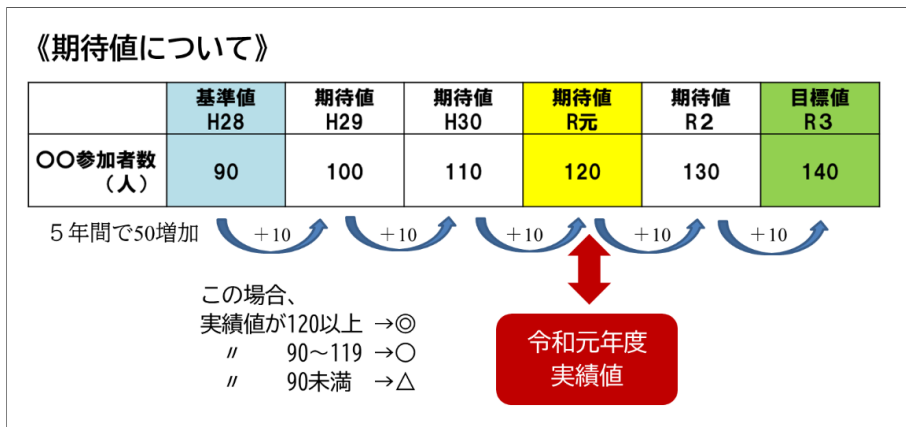 《期待値について》
基準値 期待値 期待値 期待値 期待値 目標値
H28 H29 H30 R元 R2 R3
〇〇参加者数
（人） 90 100 110 120 130 140
5年間で50増加 +10 +10 +10 +10 +10
この場合、
実績値が120以上 →◎
〃 90～119 →〇
〃 90未満 →△
令和元年度
実績値